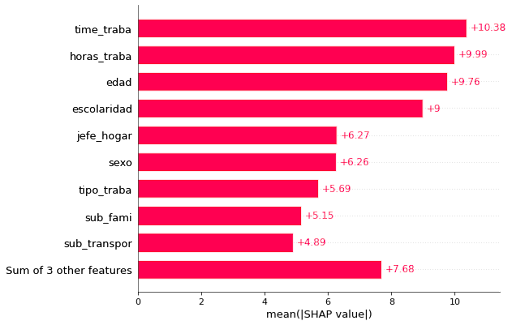 time_traba +10.38
horas_traba +9.99
edad +9.76
escolaridad +9
jefe_hogar +6.27
sexo +6.26
tipo_traba +5.69
sub_fami +5.15
sub_transpor +4.89
Sum of 3 other features +7.68
0 2 4 6 8 10
mean(|SHAP value|)